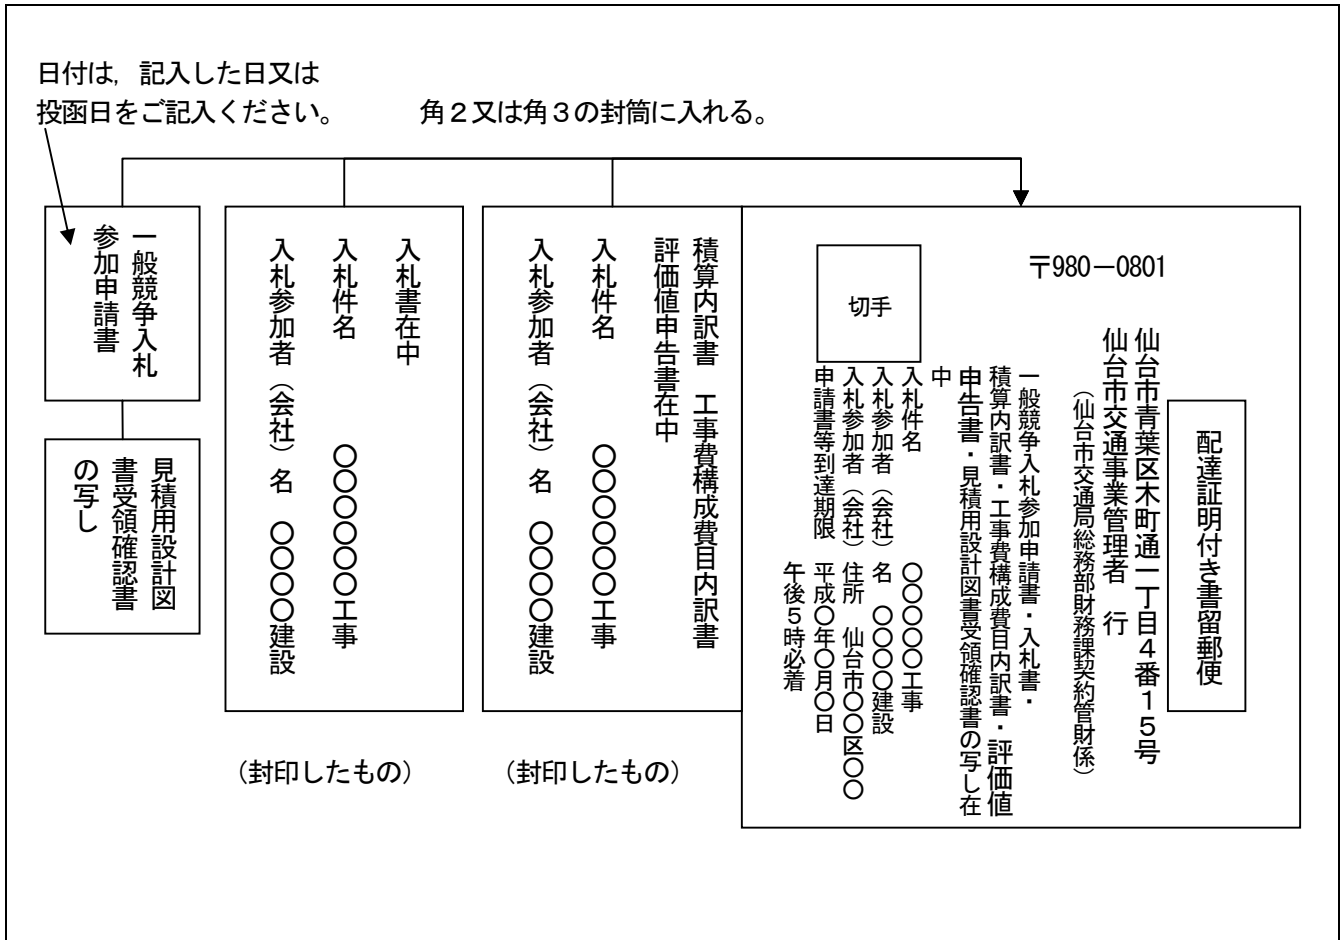 日付は，記入した日又は
投函日をご記入ください。
角２又は角３の封筒に入れる。
一般競争入札
参加申請書
見積用設計図
書受領確認書
の写し
入札書在中
入札件名　〇〇〇〇〇〇工事
入札参加者（会社）名　〇〇〇〇建設
（封印したもの）
積算内訳書　工事費構成費目内訳書
評価値申告書在中
入札件名　〇〇〇〇〇〇工事
入札参加者（会社）名　〇〇〇〇建設
（封印したもの）
〒980－0801
配達証明付き書留郵便
仙台市青葉区木町通一丁目４番１５号
仙台市交通事業管理者　行
（仙台市交通局総務部財務課契約管財係）
切手
一般競争入札参加申請書・入札書・
積算内訳書・工事費構成費目内訳書・評価値
申告書・見積用設計図書受領確認書の写し在
中
入札件名　〇〇〇〇〇工事
入札参加者（会社）名　〇〇〇〇建設
入札参加者（会社）住所　仙台市〇〇区〇〇
申請書等到達期限　平成〇年〇月〇日
午後５時必着